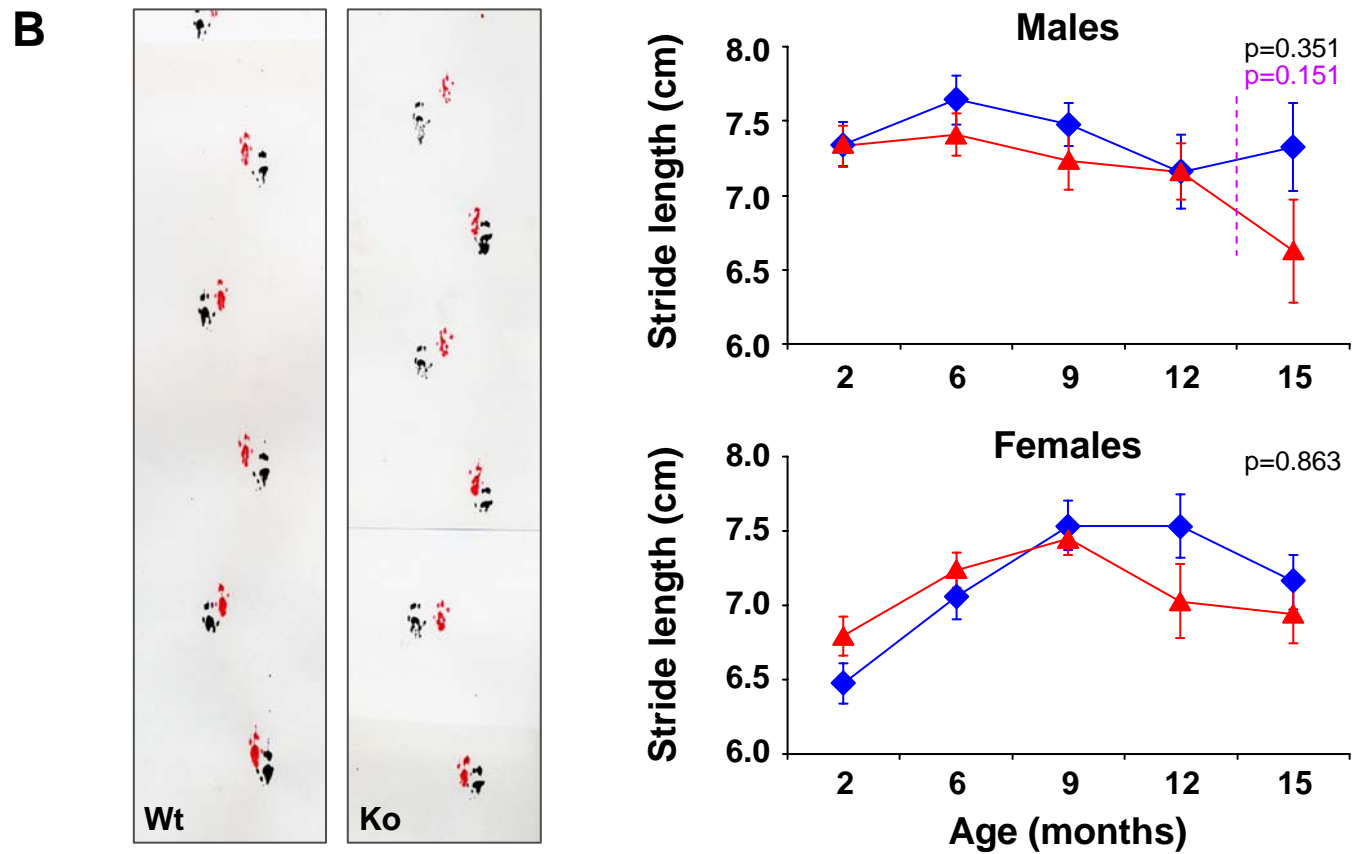 B
Wt
Ko
Males
p=0.351
p=0.151
Stride length (cm)
8.0
7.5
7.0
6.5
6.0
2 6 9 12 15
Females
p=0.863
Stride length (cm)
8.0
7.5
7.0
6.5
6.0
2 6 9 12 15
Age (months)